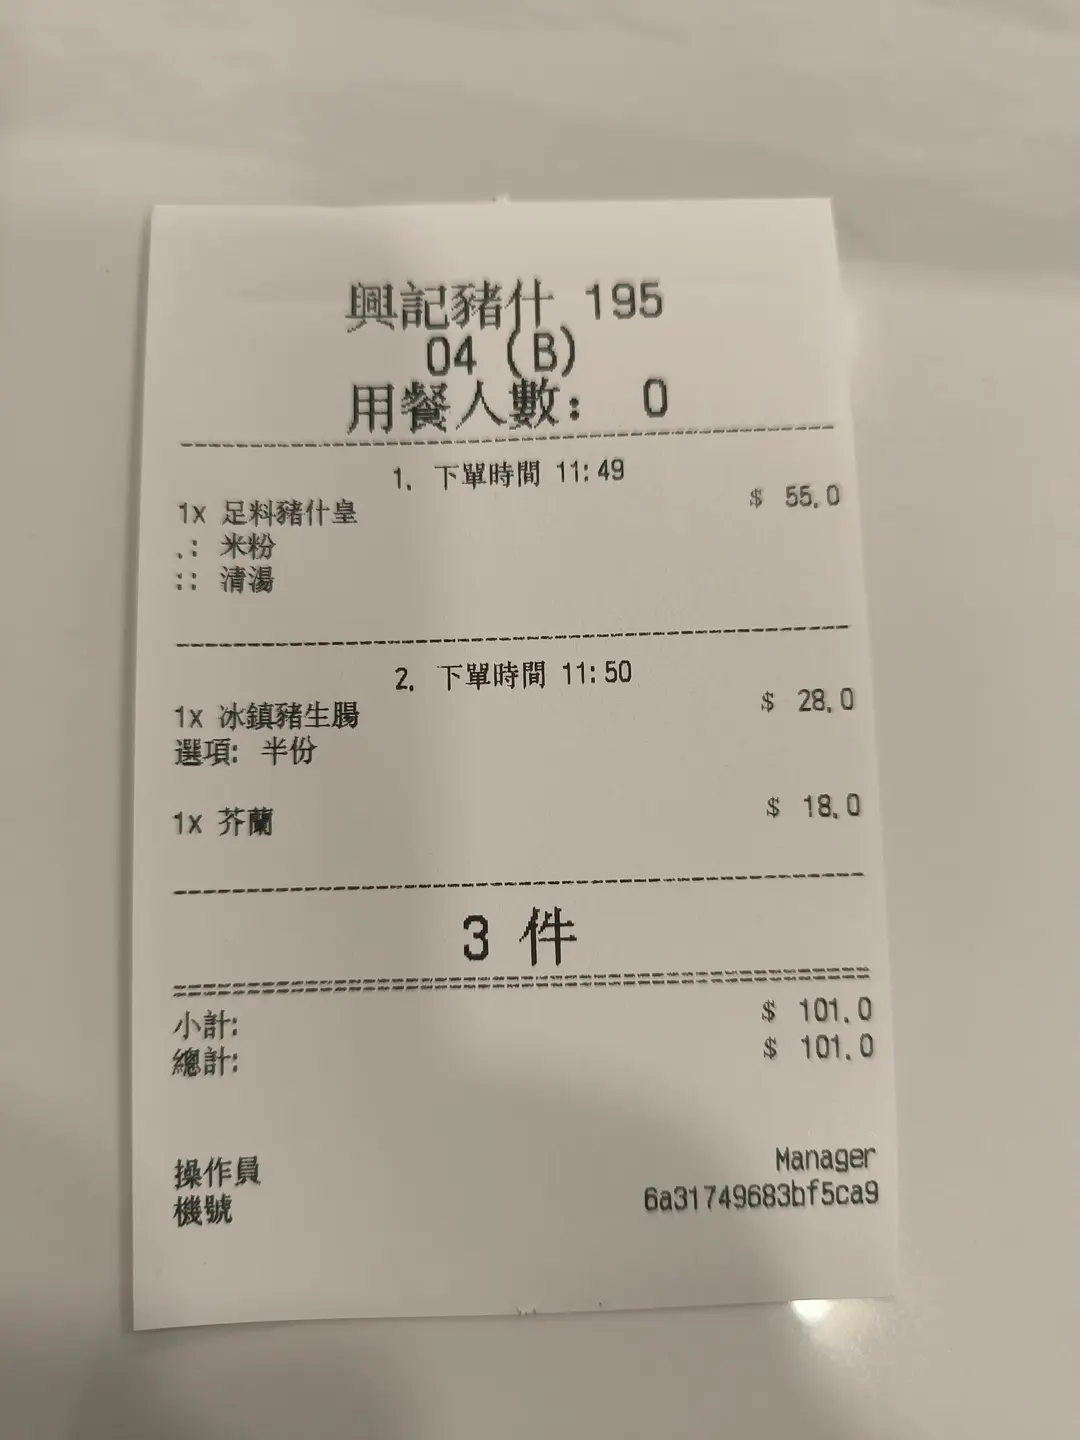 興記豬什 195
04 (B)
用餐人數： 0
1. 下單時間 11:49
1x 足料豬什皇 $ 55.0
.: 米粉
:: 清湯
2. 下單時間 11:50
1x 冰鎮豬生腸 $ 28.0
選項: 半份
1x 芥蘭 $ 18.0
3 件
小計: $ 101.0
總計: $ 101.0
操作員 Manager
機號 6a31749683bf5ca9